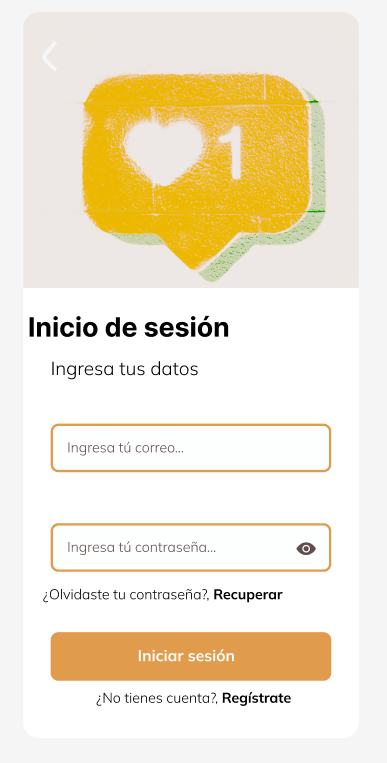 1
Inicio de sesión
Ingresa tus datos
Ingresa tú correo...
Ingresa tú contraseña...
¿Olvidaste tu contraseña?, Recuperar
Iniciar sesión
¿No tienes cuenta?, Regístrate